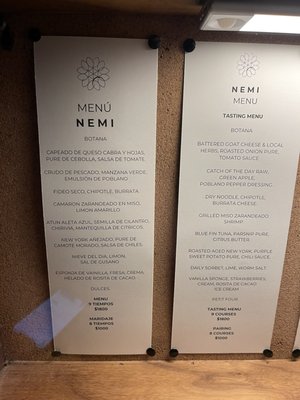 MENÚ
NEMI
BOTANA
CAPEADO DE QUESO CABRA Y HOJAS,
PURE DE CEBOLLA, SALSA DE TOMATE.
CRUDO DE PESCADO, MANZANA VERDE,
EMULSIÓN DE POBLANO
FIDEO SECO, CHIPOTLE, BURRATA.
CAMARON ZARANDEADO EN MISO,
LIMON AMARILLO
ATUN ALETA AZUL, SEMILLA DE CILANTRO,
CHIRIVIA, MANTEQUILLA DE CITRICOS.
NEW YORK AÑEJADO, PURE DE
CAMOTE MORADO, SALSA DE CHILES.
NIEVE DEL DIA, LIMON,
SAL DE GUSANO
ESPONJA DE VAINILLA, FRESA, CREMA,
HELADO DE ROSITA DE CACAO.
DULCES.
MENU
9 TIEMPOS
$1800
MARIDAJE
8 TIEMPOS
$1000
NEMI
MENU
TASTING MENU
BOTANA
BATTERED GOAT CHEESE & LOCAL
HERBS, ROASTED ONION PURE,
TOMATO SAUCE
CATCH OF THE DAY RAW,
GREEN APPLE
POBLANO PEPPER DRESSING.
DRY NOODLE, CHIPOTLE,
BURRATA CHEESE.
GRILLED MISO ZARANDEADO
SHRIMP
BLUE FIN TUNA, PARSNIP PURE,
CITRUS BUTTER
ROASTED AGED NEW YORK, PURPLE
SWEET POTATO PURE, CHILI SAUCE.
DAILY SORBET, LIME, WORM SALT.
VANILLA SPONGE, STRAWBERRIES
CREAM, ROSITA DE CACAO
ICE CREAM
PETIT FOUR
TASTING MENU
9 COURSES
$1800
PAIRING
8 COURSES
$1000